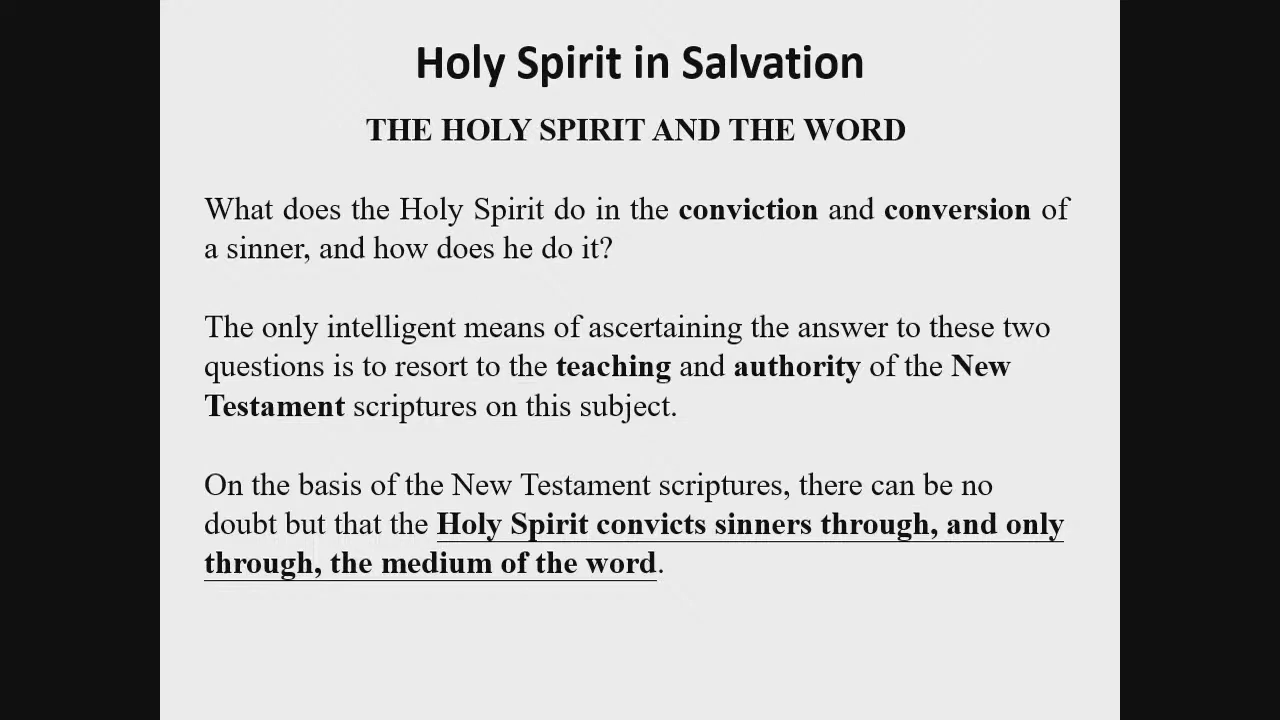 Holy Spirit in Salvation
THE HOLY SPIRIT AND THE WORD
What does the Holy Spirit do in the conviction and conversion of
a sinner, and how does he do it?
The only intelligent means of ascertaining the answer to these two
questions is to resort to the teaching and authority of the New
Testament scriptures on this subject.
On the basis of the New Testament scriptures, there can be no
doubt but that the Holy Spirit convicts sinners through, and only
through, the medium of the word.